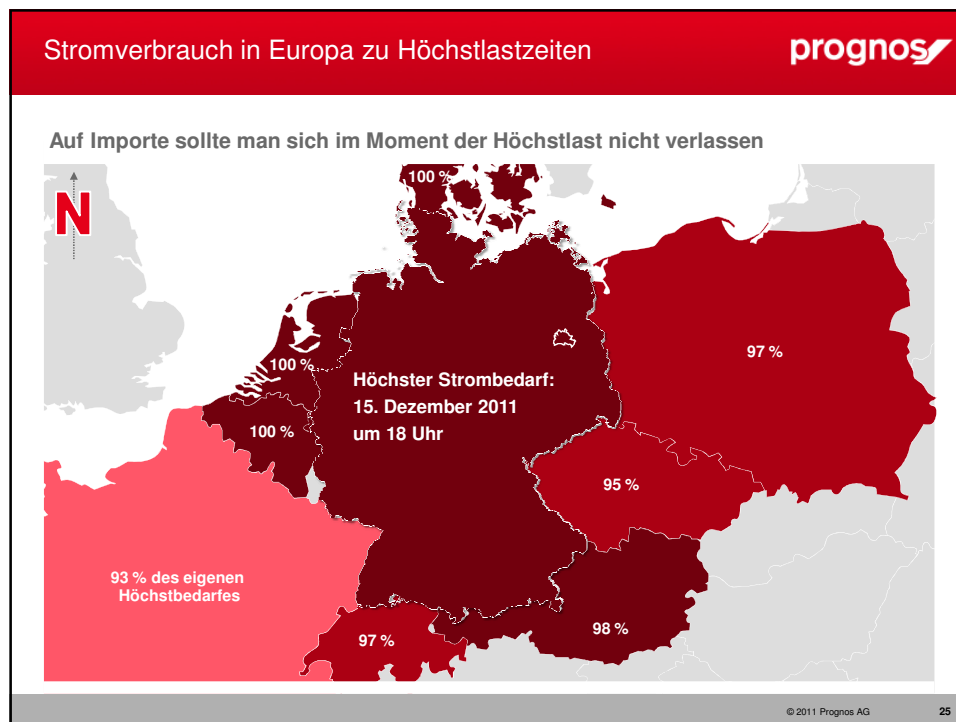 Stromverbrauch in Europa zu Höchstlastzeiten
prognos
Auf Importe sollte man sich im Moment der Höchstlast nicht verlassen
N
100 %
97 %
100 %
Höchster Strombedarf:
15. Dezember 2011
um 18 Uhr
100 %
95 %
93 % des eigenen
Höchstbedarfes
97 %
98 %
© 2011 Prognos AG
25